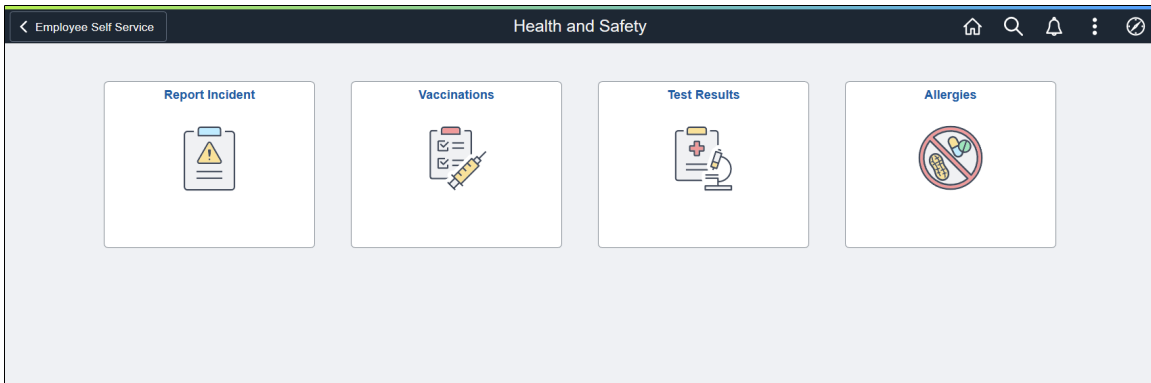 Employee Self Service
Health and Safety
Report Incident
Vaccinations
Test Results
Allergies